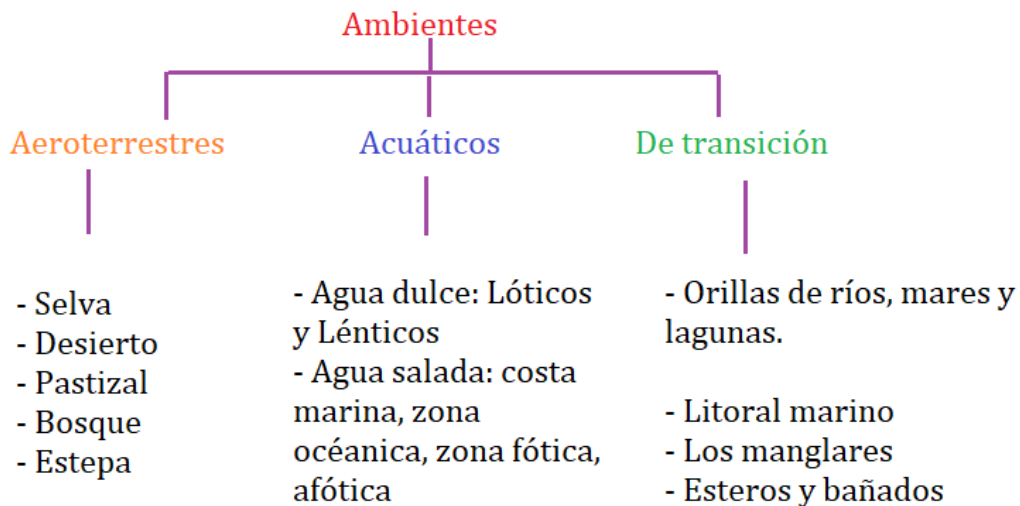 Ambientes
Aeroterrestres
Acuáticos
De transición
- Selva
- Desierto
- Pastizal
- Bosque
- Estepa
- Agua dulce: Lóticos
y Lénticos
- Agua salada: costa
marina, zona
océanica, zona fótica,
afótica
- Orillas de ríos, mares y
lagunas.
- Litoral marino
- Los manglares
- Esteros y bañados